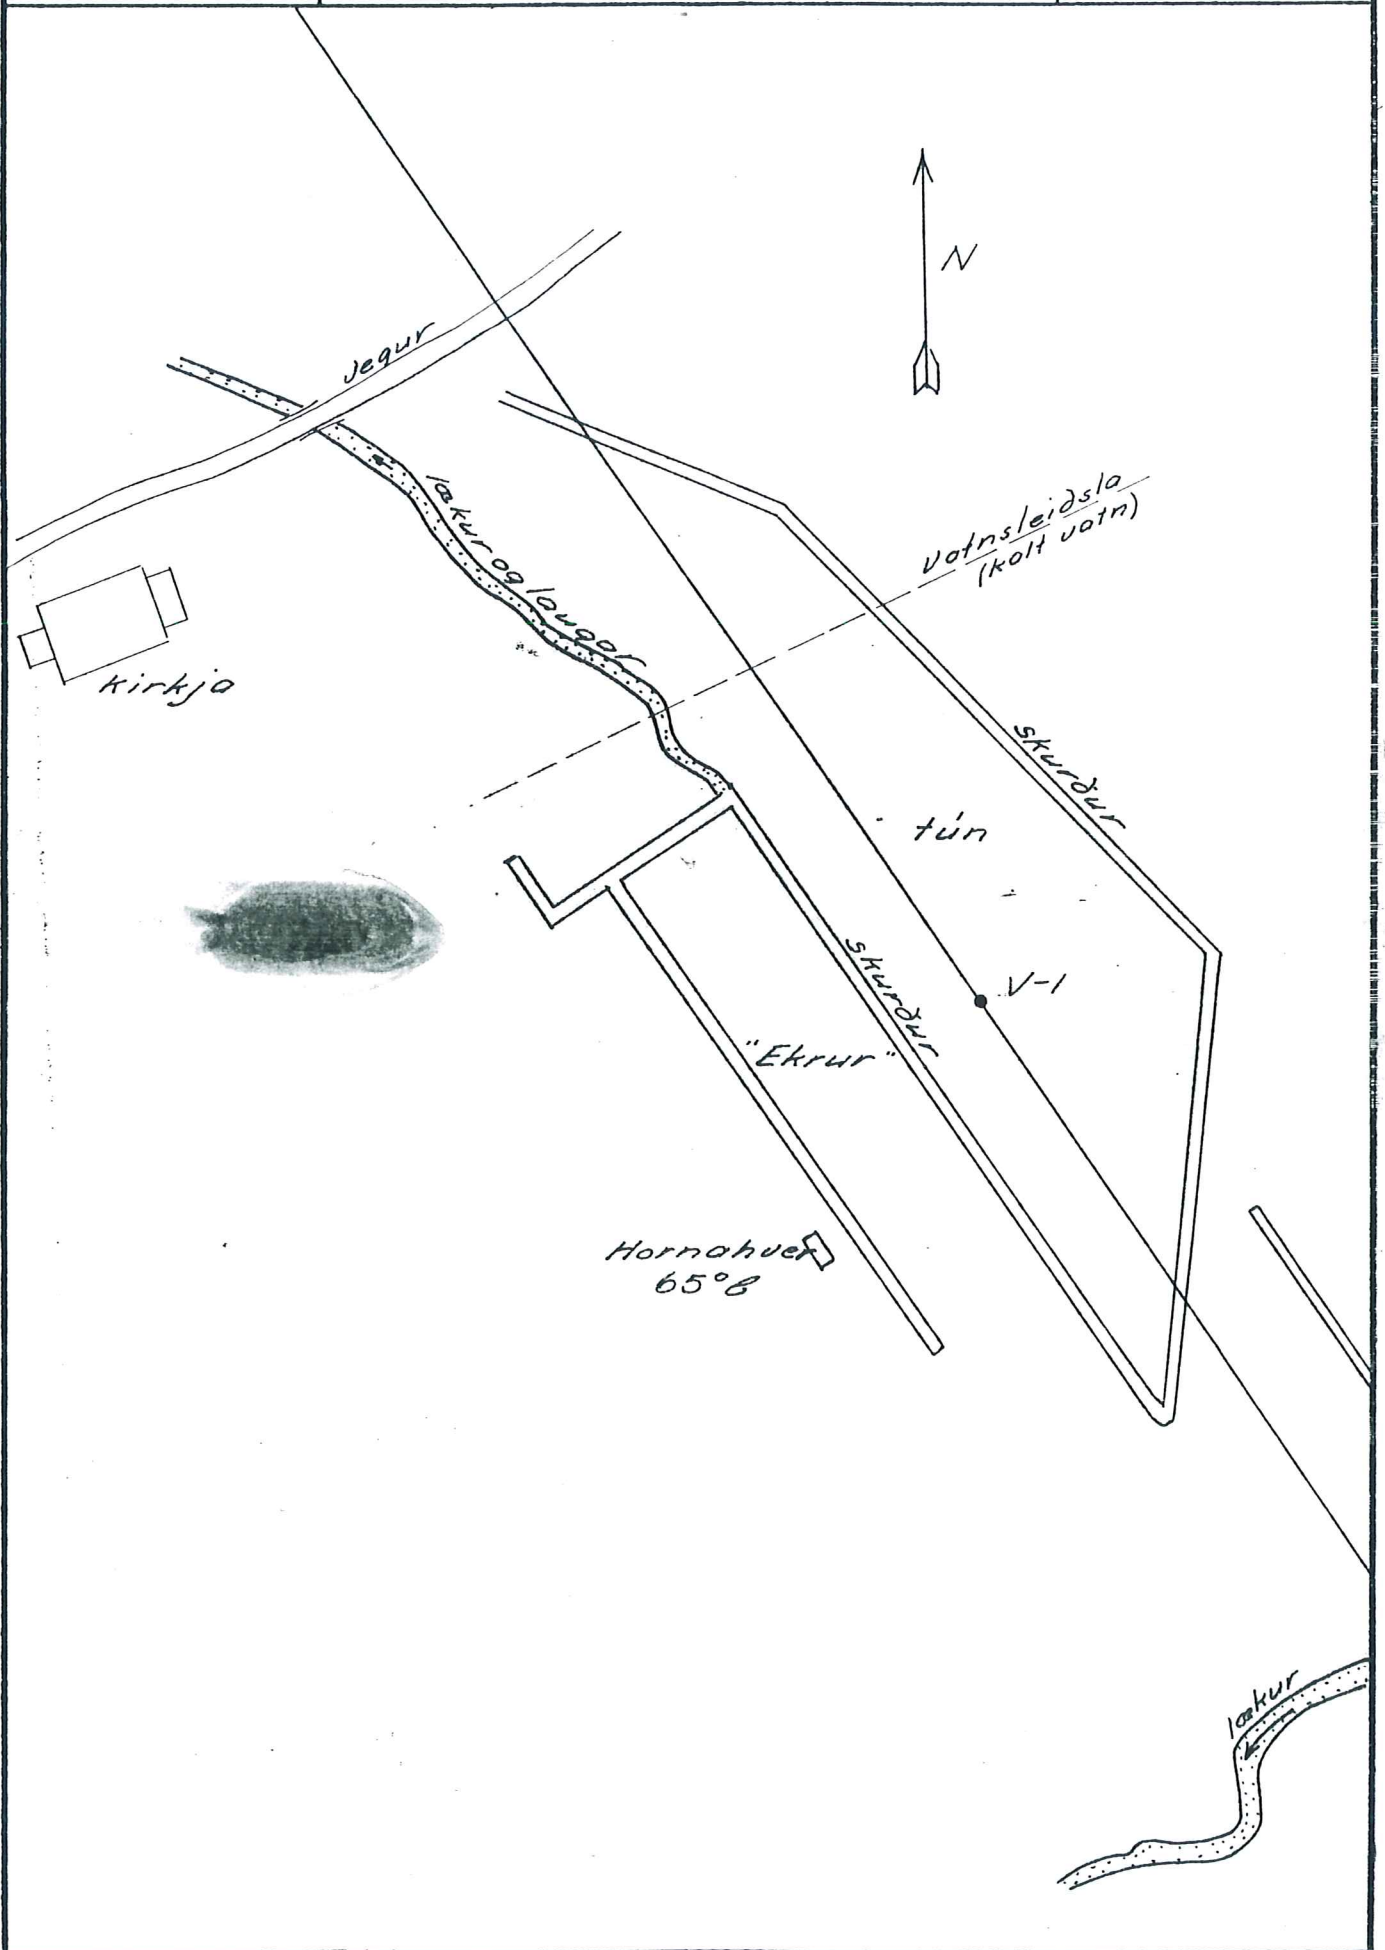 N
Vegur
lækur og laugar
vatnsleiðsla
(kalt vatn)
kirkja
skurður
tún
skurður
V-1
"Ekrur"
Hornahver
65°C
lækur